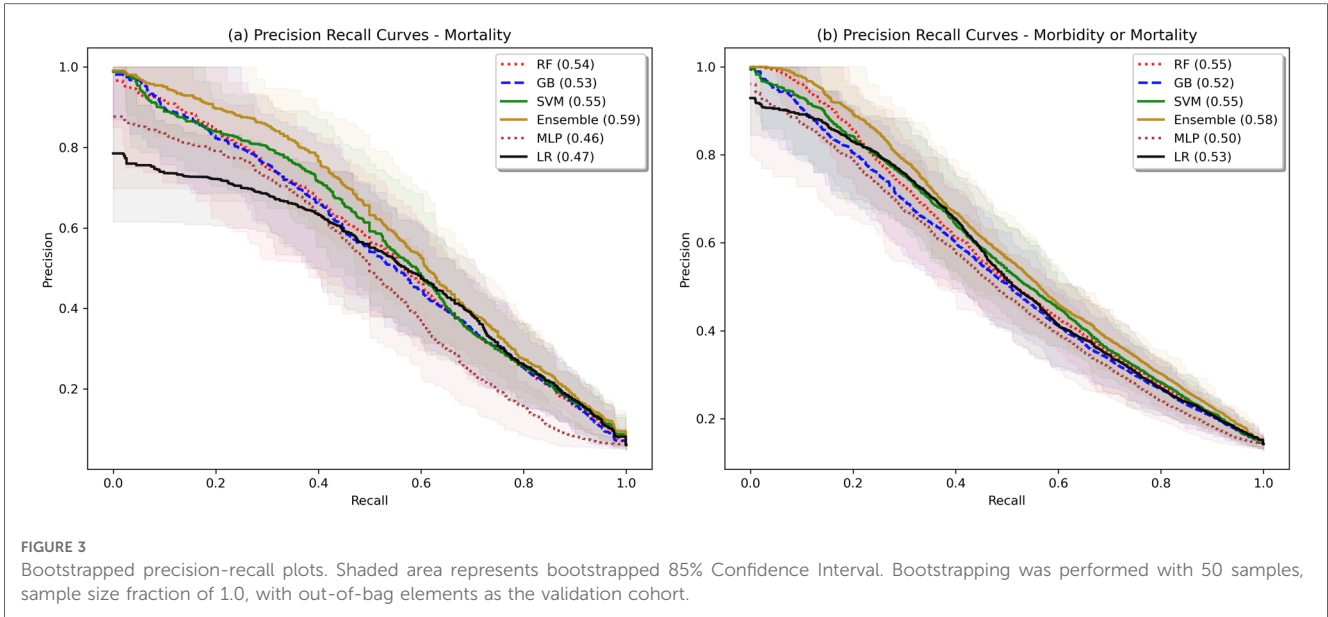 (a) Precision Recall Curves - Mortality
1.0
0.8
0.6
0.4
0.2
Precision
0.0
0.2
0.4
0.6
0.8
1.0
Recall
RF (0.54)
GB (0.53)
SVM (0.55)
Ensemble (0.59)
MLP (0.46)
LR (0.47)
(b) Precision Recall Curves - Morbidity or Mortality
1.0
0.8
0.6
0.4
0.2
Precision
0.0
0.2
0.4
0.6
0.8
1.0
Recall
RF (0.55)
GB (0.52)
SVM (0.55)
Ensemble (0.58)
MLP (0.50)
LR (0.53)
FIGURE 3
Bootstrapped precision-recall plots. Shaded area represents bootstrapped 85% Confidence Interval. Bootstrapping was performed with 50 samples,
sample size fraction of 1.0, with out-of-bag elements as the validation cohort.